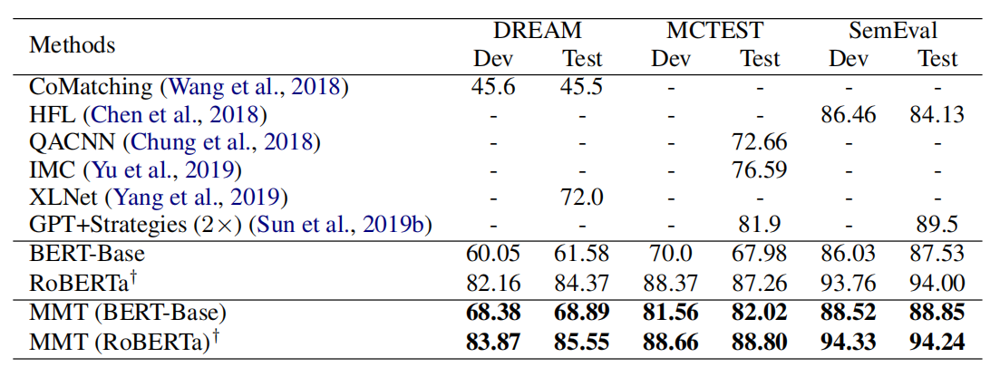 Methods DREAM MCTEST SemEval
Dev Test Dev Test Dev Test
CoMatching (Wang et al., 2018) 45.6 45.5 - - - -
HFL (Chen et al., 2018) - - - - 86.46 84.13
QACNN (Chung et al., 2018) - - - 72.66 - -
IMC (Yu et al., 2019) - - - 76.59 - -
XLNet (Yang et al., 2019) - 72.0 - - - -
GPT+Strategies (2×) (Sun et al., 2019b) - - - 81.9 - 89.5
BERT-Base 60.05 61.58 70.0 67.98 86.03 87.53
RoBERTa† 82.16 84.37 88.37 87.26 93.76 94.00
MMT (BERT-Base) 68.38 68.89 81.56 82.02 88.52 88.85
MMT (RoBERTa)† 83.87 85.55 88.66 88.80 94.33 94.24